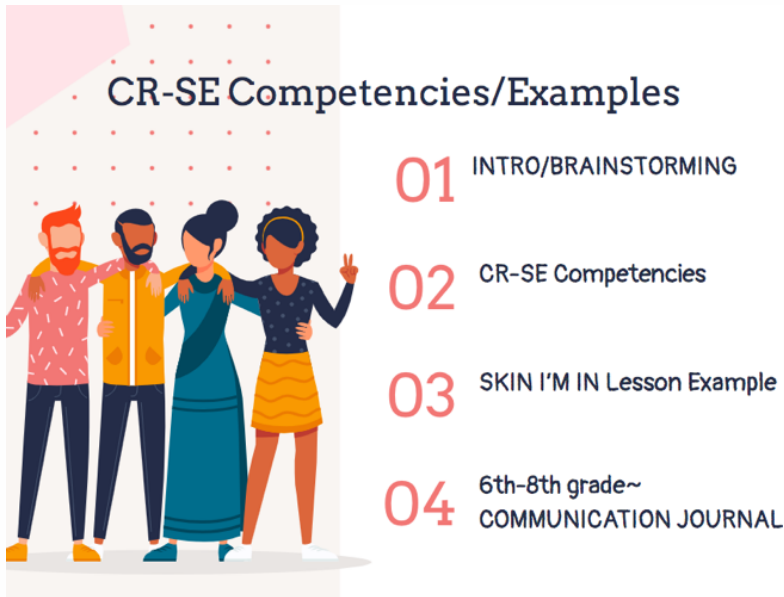 CR-SE Competencies/Examples
01 INTRO/BRAINSTORMING
02 CR-SE Competencies
03 SKIN I'M IN Lesson Example
04 6th-8th grade~
COMMUNICATION JOURNAL